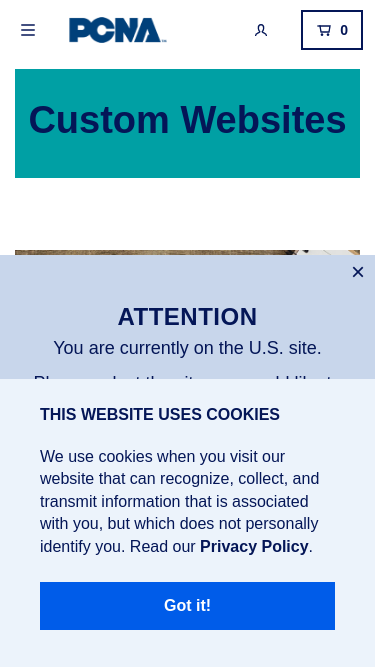 PCNA
0
Custom Websites
ATTENTION
You are currently on the U.S. site.
THIS WEBSITE USES COOKIES
We use cookies when you visit our
website that can recognize, collect, and
transmit information that is associated
with you, but which does not personally
identify you. Read our Privacy Policy.
Got it!